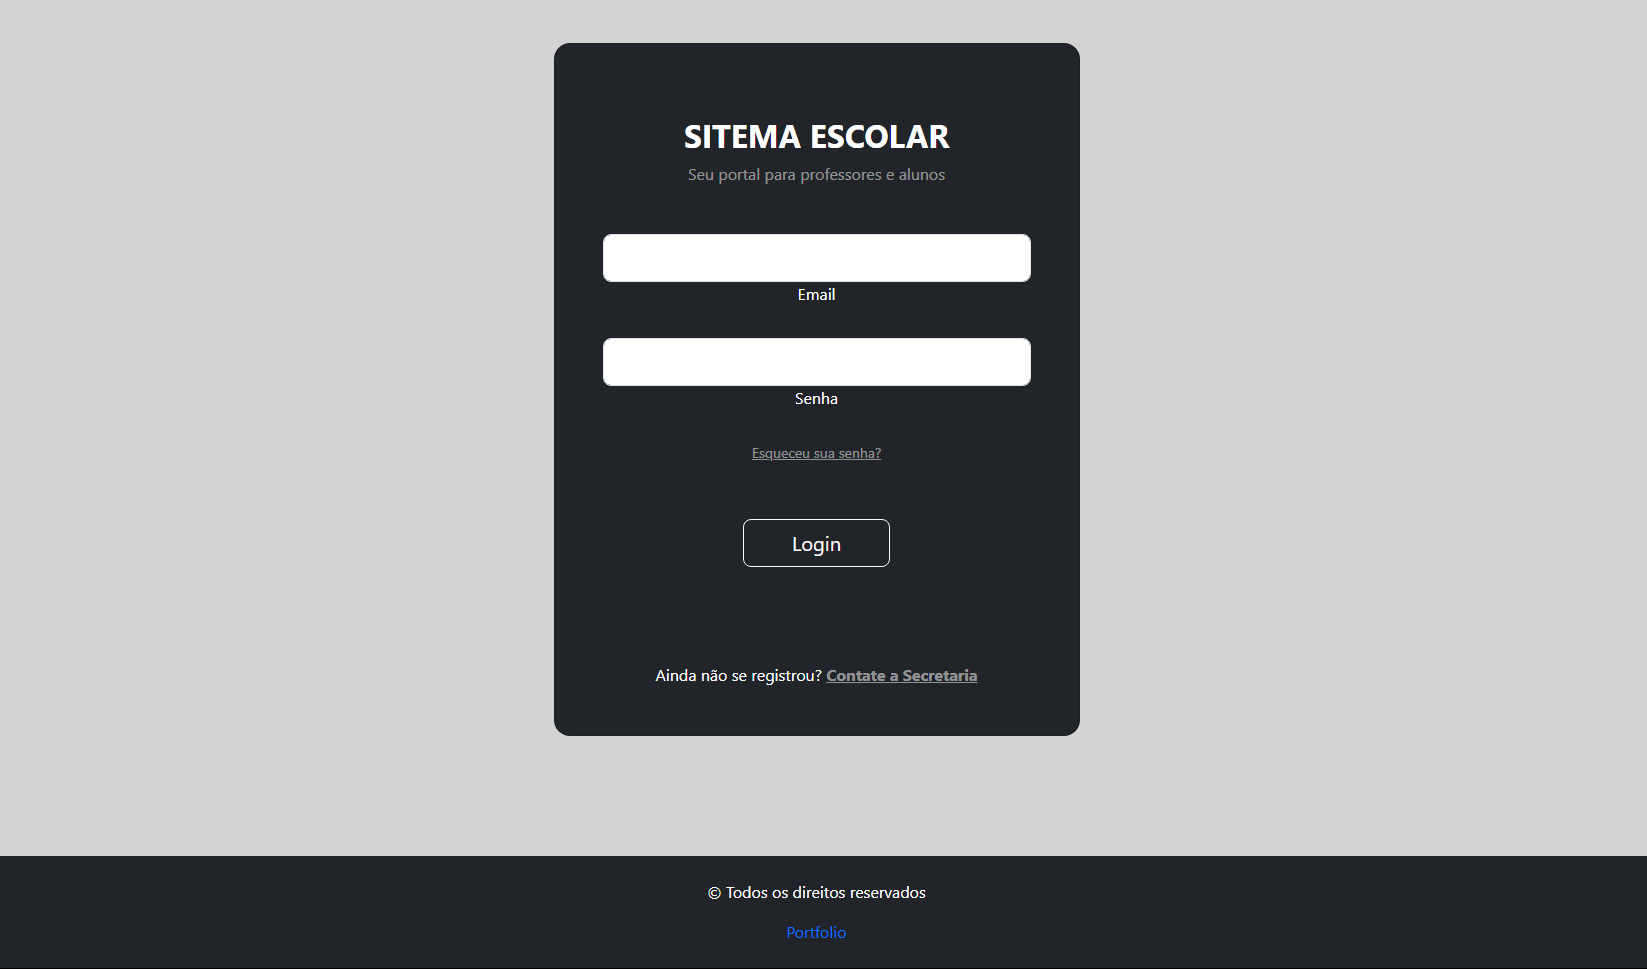 SITEMA ESCOLAR
Seu portal para professores e alunos
Email
Senha
Esqueceu sua senha?
Login
Ainda não se registrou? Contate a Secretaria
© Todos os direitos reservados
Portfolio